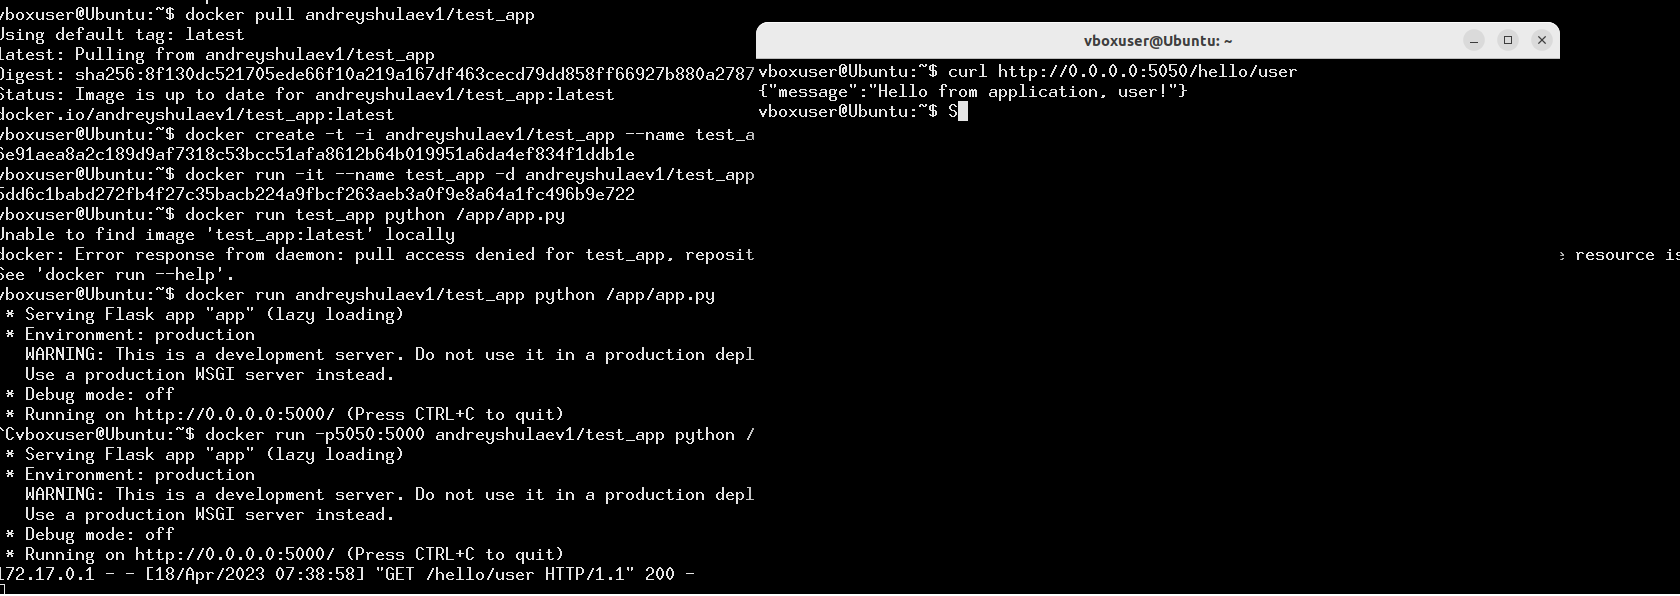 vboxuser@Ubuntu:~$ docker pull andreyshulaev1/test_app
Using default tag: latest
latest: Pulling from andreyshulaev1/test_app
Digest: sha256:8f130dc521705ede66f10a219a167df463cecd79dd858ff66927b880a2787
Status: Image is up to date for andreyshulaev1/test_app:latest
docker.io/andreyshulaev1/test_app:latest
vboxuser@Ubuntu:~$ docker create -t -i andreyshulaev1/test_app --name test_a
6e91aea8a2c189d9af7318c53bcc51afa8612b64b019951a6da4ef834f1ddb1e
vboxuser@Ubuntu:~$ docker run -it --name test_app -d andreyshulaev1/test_app
5dd6c1babd272fb4f27c35bacb224a9fbcf263aeb3a0f9e8a64a1fc496b9e722
vboxuser@Ubuntu:~$ docker run test_app python /app/app.py
Unable to find image 'test_app:latest' locally
docker: Error response from daemon: pull access denied for test_app, reposit e resource is
See 'docker run --help'.
vboxuser@Ubuntu:~$ docker run andreyshulaev1/test_app python /app/app.py
* Serving Flask app "app" (lazy loading)
* Environment: production
WARNING: This is a development server. Do not use it in a production depl
Use a production WSGI server instead.
* Debug mode: off
* Running on http://0.0.0.0:5000/ (Press CTRL+C to quit)
^Cvboxuser@Ubuntu:~$ docker run -p5050:5000 andreyshulaev1/test_app python /
* Serving Flask app "app" (lazy loading)
* Environment: production
WARNING: This is a development server. Do not use it in a production depl
Use a production WSGI server instead.
* Debug mode: off
* Running on http://0.0.0.0:5000/ (Press CTRL+C to quit)
172.17.0.1 - - [18/Apr/2023 07:38:58] "GET /hello/user HTTP/1.1" 200 -
vboxuser@Ubuntu: ~
vboxuser@Ubuntu:~$ curl http://0.0.0.0:5050/hello/user
{"message":"Hello from application, user!"}
vboxuser@Ubuntu:~$ S